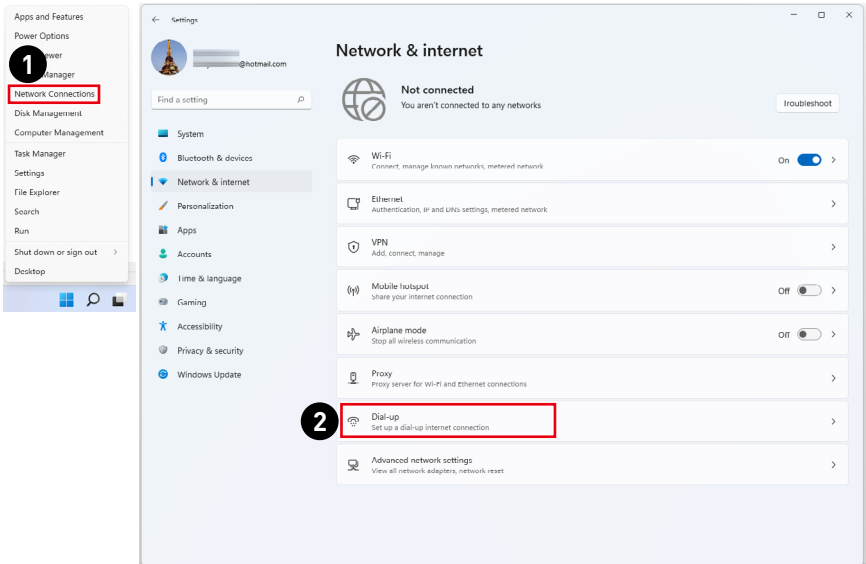 Apps and Features
Power Options
ewer
1
Manager
Network Connections
Disk Management
Computer Management
Task Manager
Settings
File Explorer
Search
Run
Shut down or sign out
Desktop
Settings
@hotmail.com
Find a setting
System
Bluetooth & devices
Network & internet
Personalization
Apps
Accounts
Time & language
Gaming
Accessibility
Privacy & security
Windows Update
Network & internet
Not connected
You aren't connected to any networks
Troubleshoot
Wi-Fi
Connect, manage known networks, metered network
On
Ethernet
Authentication, IP and DNS settings, metered network
VPN
Add, connect, manage
Mobile hotspot
Share your internet connection
Off
Airplane mode
Stop all wireless communication
Off
Proxy
Proxy server for Wi-Fi and Ethernet connections
2
Dial-up
Set up a dial-up internet connection
Advanced network settings
View all network adapters, network reset